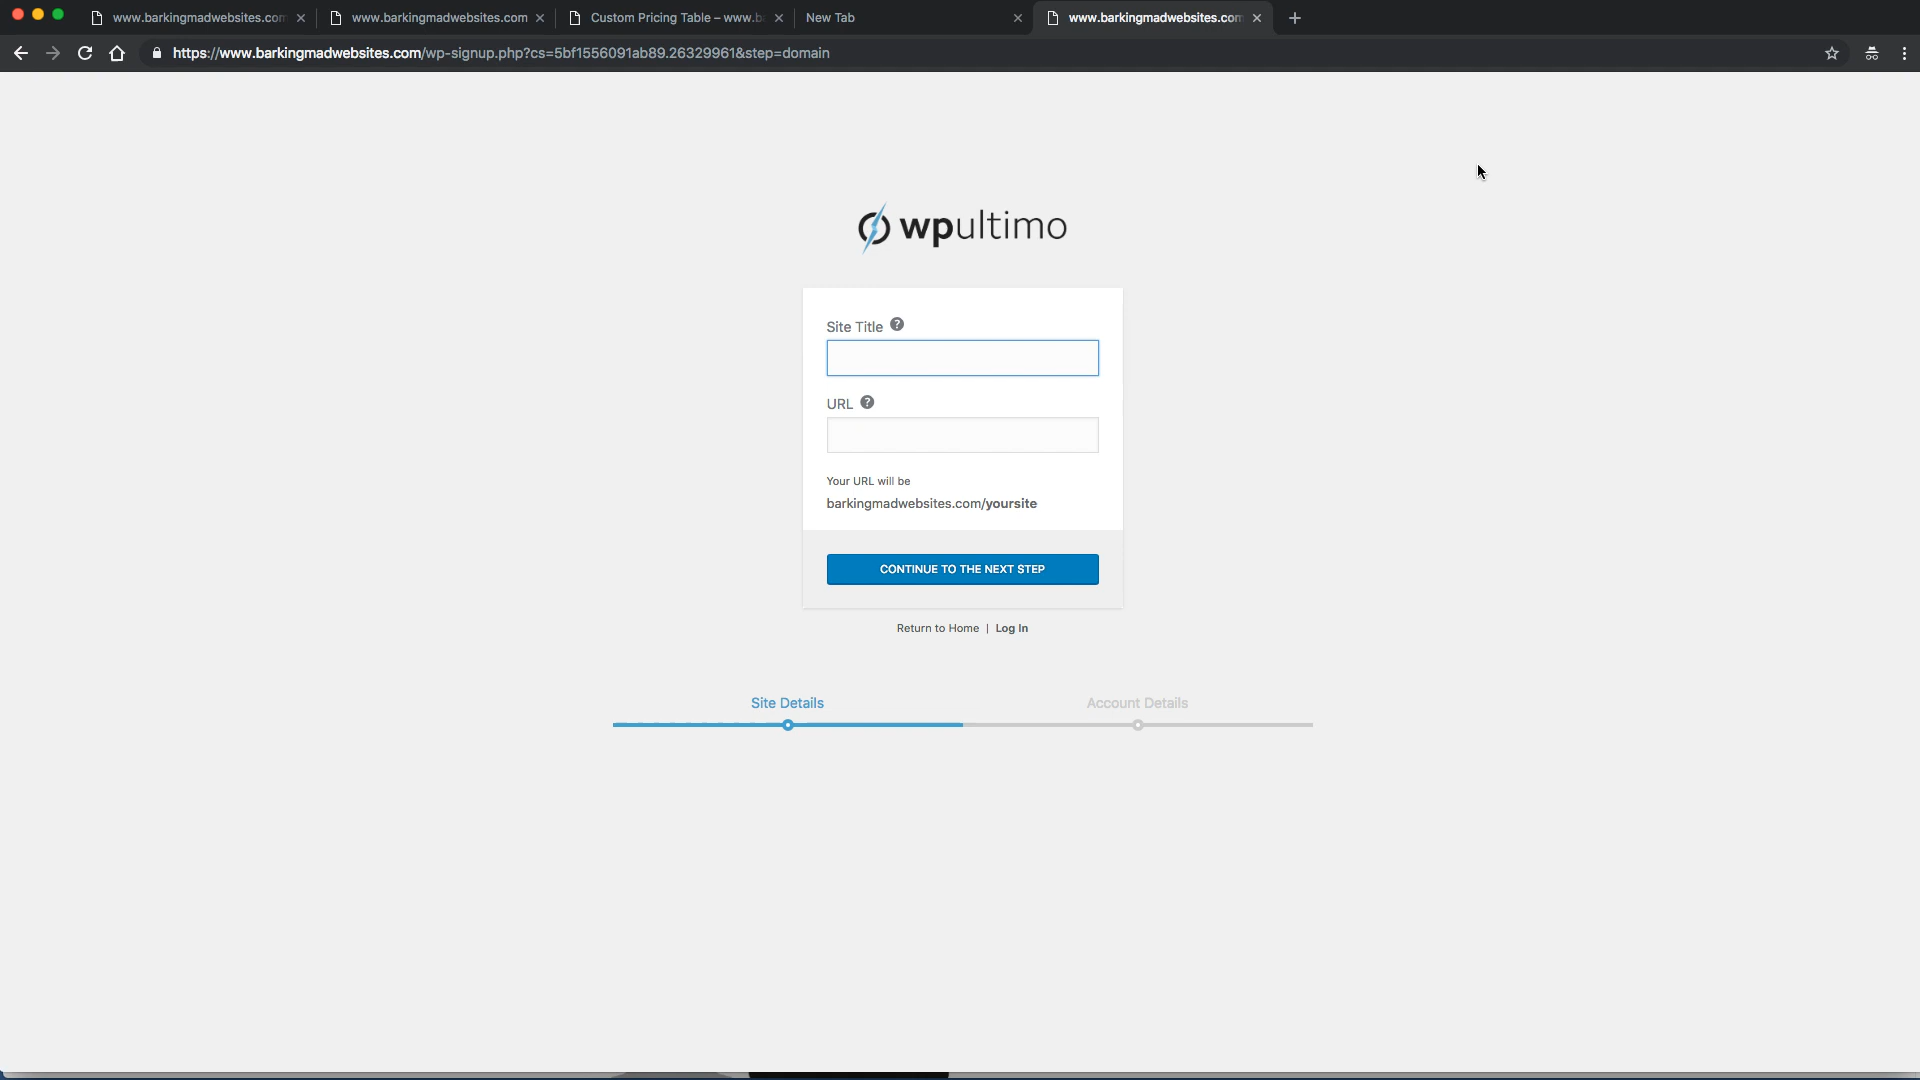 www.barkingmadwebsites.com
www.barkingmadwebsites.com
Custom Pricing Table – www.b
New Tab
www.barkingmadwebsites.com
https://www.barkingmadwebsites.com/wp-signup.php?cs=5bf1556091ab89.26329961&step=domain
wpultimo
Site Title ?
URL ?
Your URL will be
barkingmadwebsites.com/yoursite
CONTINUE TO THE NEXT STEP
Return to Home | Log In
Site Details
Account Details